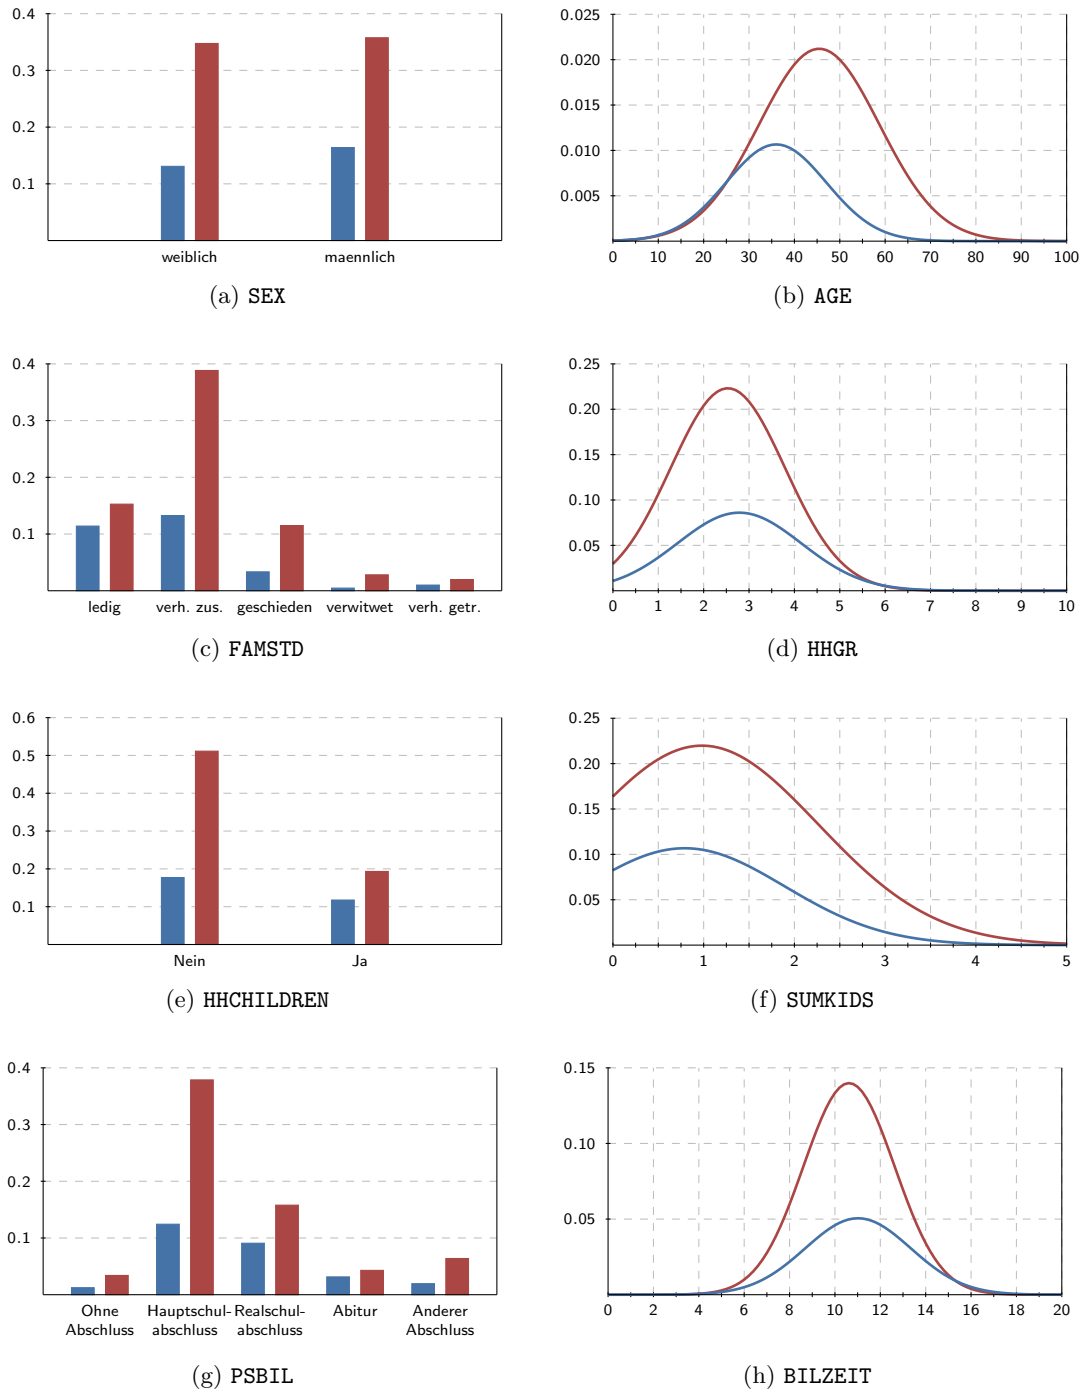 0.4
0.3
0.2
0.1
weiblich maennlich
(a) SEX
0.025
0.020
0.015
0.010
0.005
0 10 20 30 40 50 60 70 80 90 100
(b) AGE
0.4
0.3
0.2
0.1
ledig verh. zus. geschieden verwitwet verh. getr.
(c) FAMSTD
0.25
0.20
0.15
0.10
0.05
0 1 2 3 4 5 6 7 8 9 10
(d) HHGR
0.6
0.5
0.4
0.3
0.2
0.1
Nein Ja
(e) HHCHILDREN
0.25
0.20
0.15
0.10
0.05
0 1 2 3 4 5
(f) SUMKIDS
0.4
0.3
0.2
0.1
Ohne Hauptschul- Realschul- Abitur Anderer
Abschluss abschluss abschluss Abschluss
(g) PSBIL
0.15
0.10
0.05
0 2 4 6 8 10 12 14 16 18 20
(h) BILZEIT